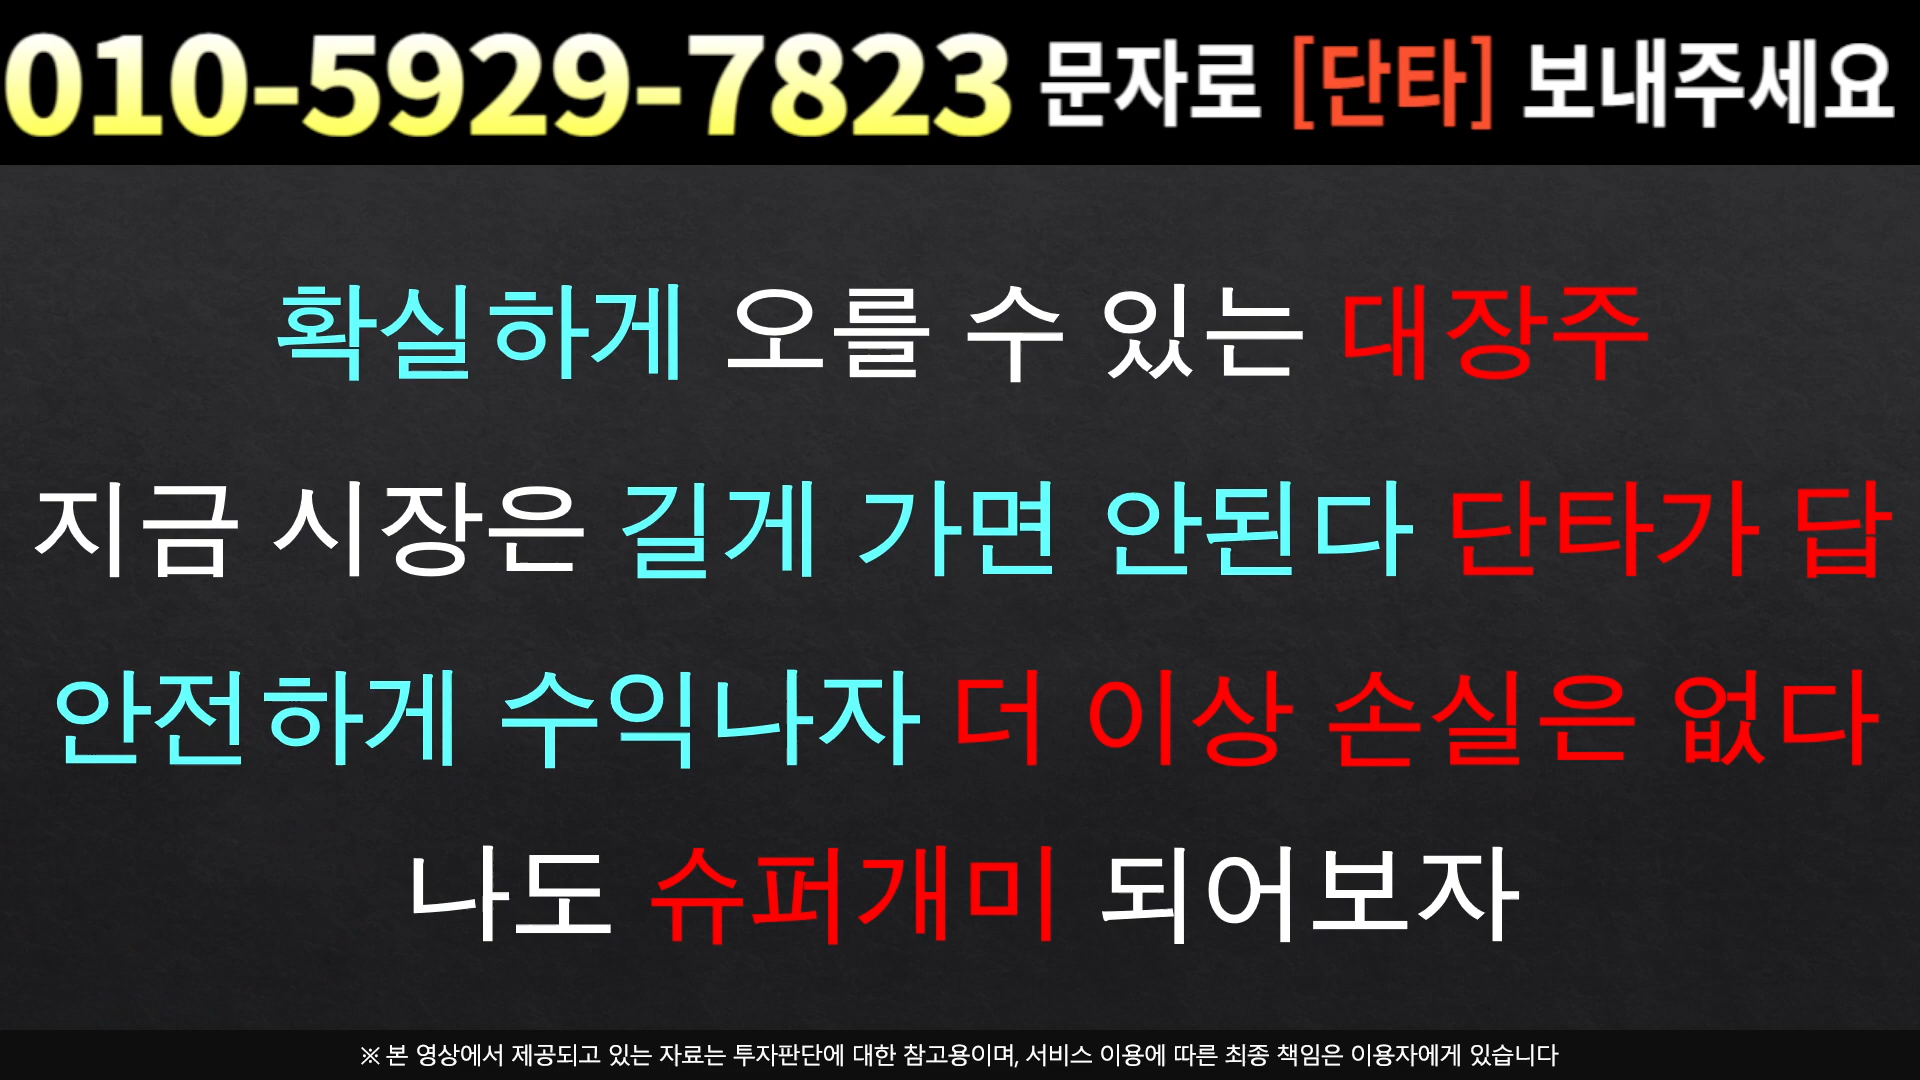 010-5929-7823 문자로 [단타] 보내주세요
확실하게 오를 수 있는 대장주
지금 시장은 길게 가면 안된다 단타가 답
안전하게 수익나자 더 이상 손실은 없다
나도 슈퍼개미 되어보자
※ 본 영상에서 제공되고 있는 자료는 투자판단에 대한 참고용이며, 서비스 이용에 따른 최종 책임은 이용자에게 있습니다